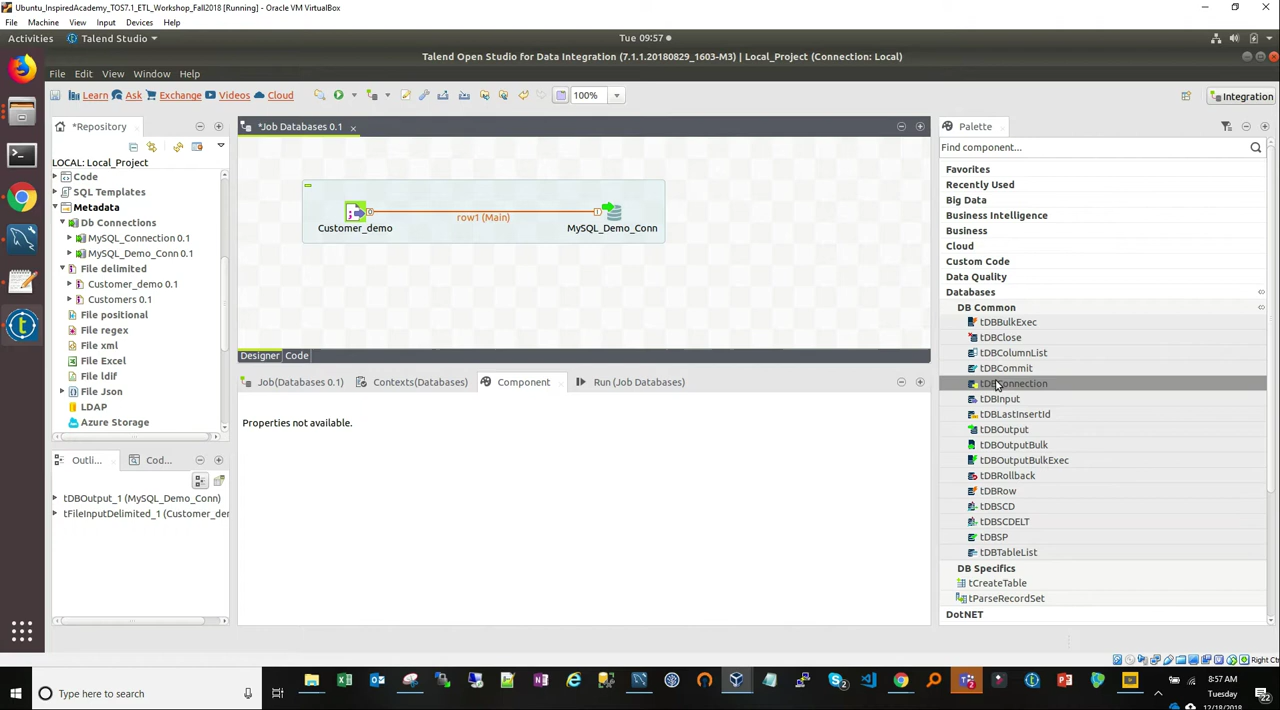 Ubuntu_InspiredAcademy_TOS7.1_ETL_Workshop_Fall2018 [Running] - Oracle VM VirtualBox
File Machine View Input Devices Help
Activities Talend Studio Tue 09:57
Talend Open Studio for Data Integration (7.1.1.20180829_1603-M3) | Local_Project (Connection: Local)
File Edit View Window Help
Learn Ask Exchange Videos Cloud 100% Integration
*Repository
LOCAL: Local_Project
Code
SQL Templates
Metadata
Db Connections
MySQL_Connection 0.1
MySQL_Demo_Conn 0.1
File delimited
Customer_demo 0.1
Customers 0.1
File positional
File regex
File xml
File Excel
File ldif
File Json
LDAP
Azure Storage
Outli... Cod...
tDBOutput_1 (MySQL_Demo_Conn)
tFileInputDelimited_1 (Customer_der
*Job Databases 0.1
row1 (Main)
Customer_demo MySQL_Demo_Conn
Designer Code
Job(Databases 0.1) Contexts(Databases) Component Run (Job Databases)
Properties not available.
Palette
Find component...
Favorites
Recently Used
Big Data
Business Intelligence
Business
Cloud
Custom Code
Data Quality
Databases
DB Common
tDBBulkExec
tDBClose
tDBColumnList
tDBCommit
tDBConnection
tDBInput
tDBLastInsertId
tDBOutput
tDBOutputBulk
tDBOutputBulkExec
tDBRollback
tDBRow
tDBSCD
tDBSCDELT
tDBSP
tDBTableList
DB Specifics
tCreateTable
tParseRecordSet
DotNET
Right Ct
Type here to search
8:57 AM
Tuesday
12/18/2018
22